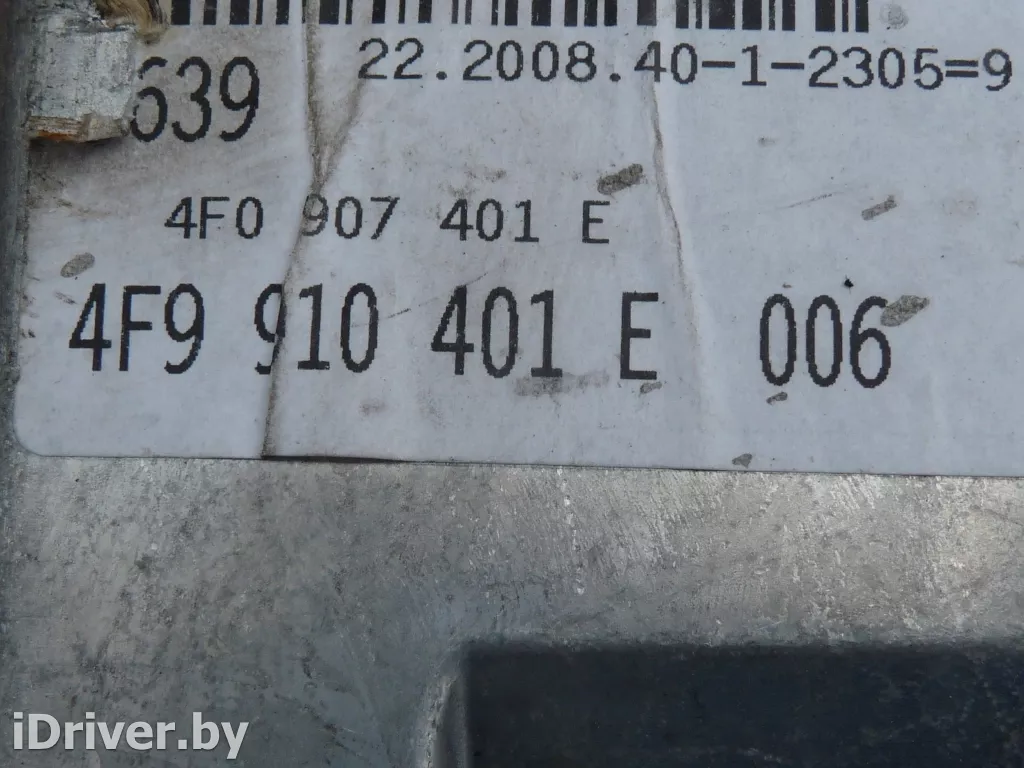 22.2008.40-1-2305=9
639
4F0 907 401 E
4F9 910 401 E 006
iDriver.by